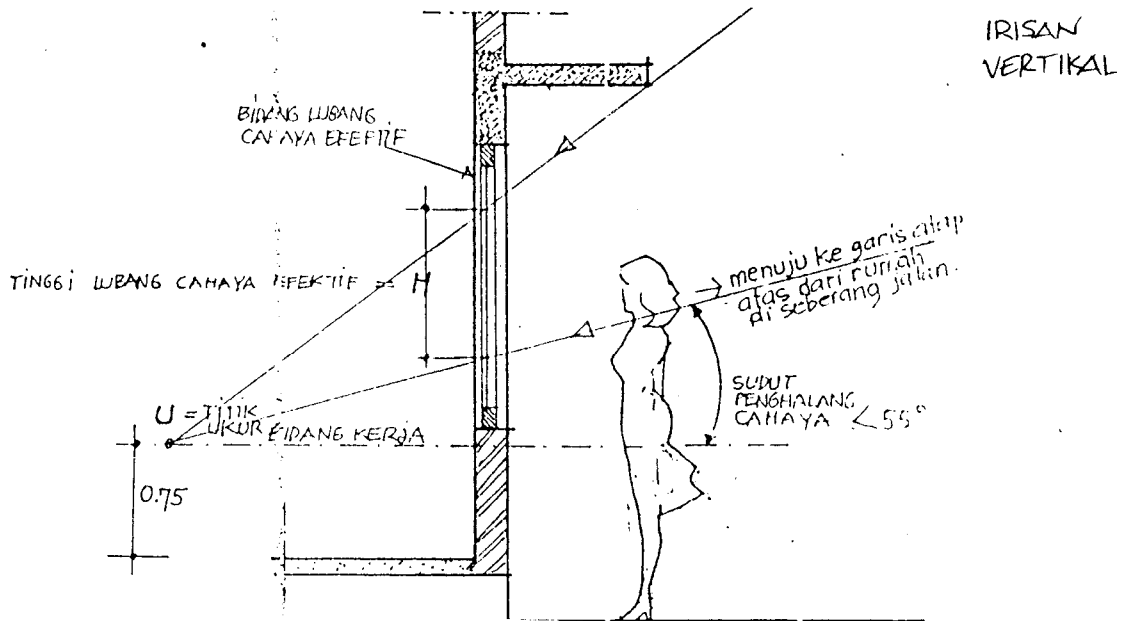 IRISAN
VERTIKAL
BIDANG LUBANG
CAHAYA EFEKTIF
TINGGI LUBANG CAHAYA EFEKTIF = H
→ menuju ke garis atap
atas dari rumah
di seberang jalan.
SUDUT
PENGHALANG
CAHAYA < 55°
U = TITIK
UKUR BIDANG KERJA
0.75